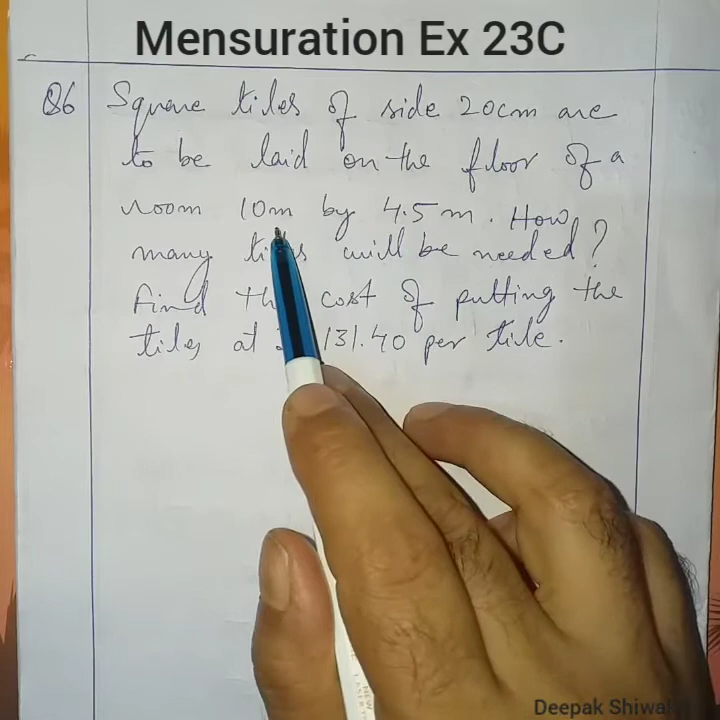 Mensuration Ex 23C
Q6 Square tiles of side 20cm are
to be laid on the floor of a
room 10m by 4.5m. How
many will be needed?
Find cost of putting the
tiles at 131.40 per tile.
Deepak